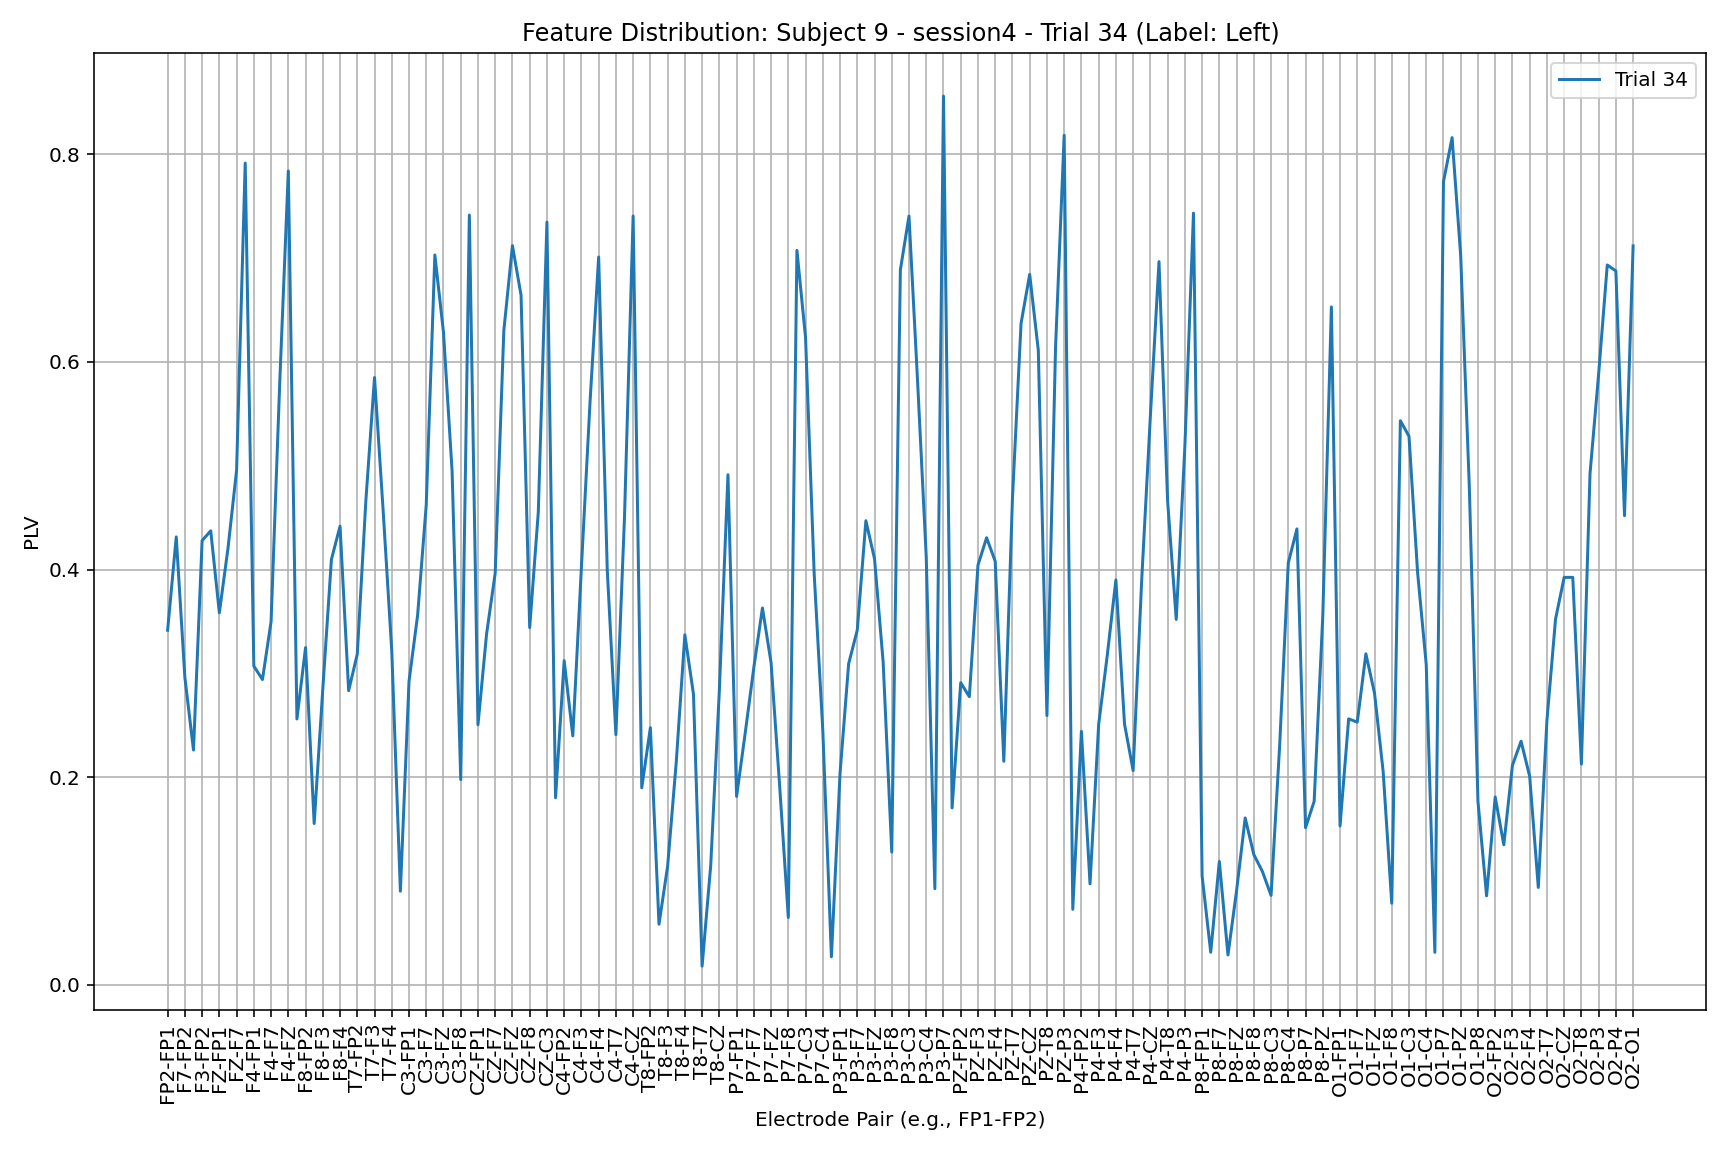 Feature Distribution: Subject 9 - session4 - Trial 34 (Label: Left)
Trial 34
PLV
0.8
0.6
0.4
0.2
0.0
FP2-FP1
F7-FP2
F3-FP2
FZ-FP1
FZ-F7
F4-FP1
F4-F7
F4-FZ
F8-FP2
F8-F3
F8-F4
T7-FP2
T7-F3
T7-F4
C3-FP1
C3-F7
C3-FZ
C3-F8
CZ-FP1
CZ-F7
CZ-FZ
CZ-F8
CZ-C3
C4-FP2
C4-F3
C4-F4
C4-T7
C4-CZ
T8-FP2
T8-F3
T8-F4
T8-T7
T8-CZ
P7-FP1
P7-F7
P7-FZ
P7-F8
P7-C3
P7-C4
P3-FP1
P3-F7
P3-FZ
P3-F8
P3-C3
P3-C4
P3-P7
PZ-FP2
PZ-F3
PZ-F4
PZ-T7
PZ-CZ
PZ-T8
PZ-P3
P4-FP2
P4-F3
P4-F4
P4-T7
P4-CZ
P4-T8
P4-P3
P8-FP1
P8-F7
P8-FZ
P8-F8
P8-C3
P8-C4
P8-P7
P8-PZ
O1-FP1
O1-F7
O1-FZ
O1-F8
O1-C3
O1-C4
O1-P7
O1-PZ
O1-P8
O2-FP2
O2-F3
O2-F4
O2-T7
O2-CZ
O2-T8
O2-P3
O2-P4
O2-O1
Electrode Pair (e.g., FP1-FP2)